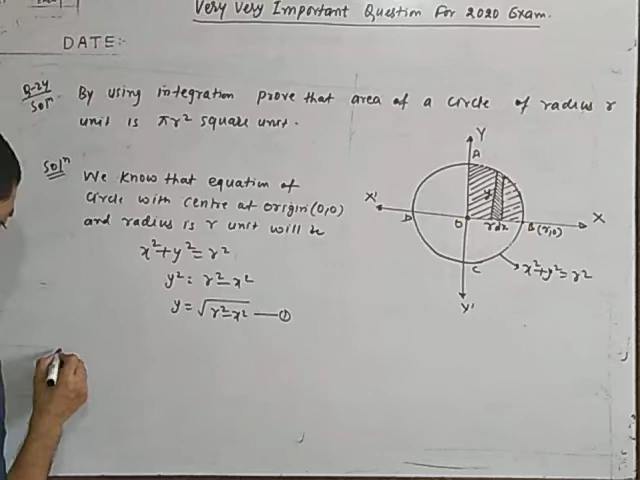 Very Very Important Question For 2020 Exam.
DATE:-
Q-24
Solⁿ
By using integration prove that area of a circle of radius r
unit is πr² square unit.
Solⁿ
We know that equation of
circle with centre at origin (0,0)
and radius is r unit will be
x²+y²=r²
y²= r²-x²
y = √r²-x² — ①
Y
A
X'
D
O
y
dx
B(r,0)
X
C
x²+y²=r²
Y'